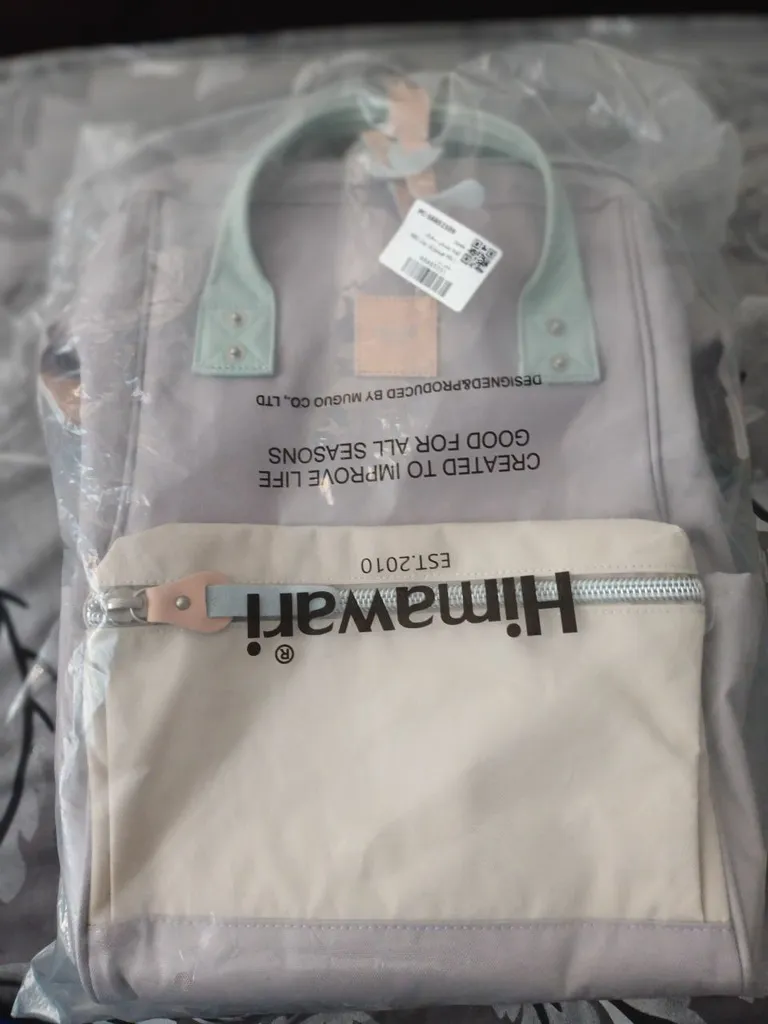 Himawari®
EST.2010
CREATED TO IMPROVE LIFE
GOOD FOR ALL SEASONS
DESIGNED&PRODUCED BY MUGUO CO., LTD